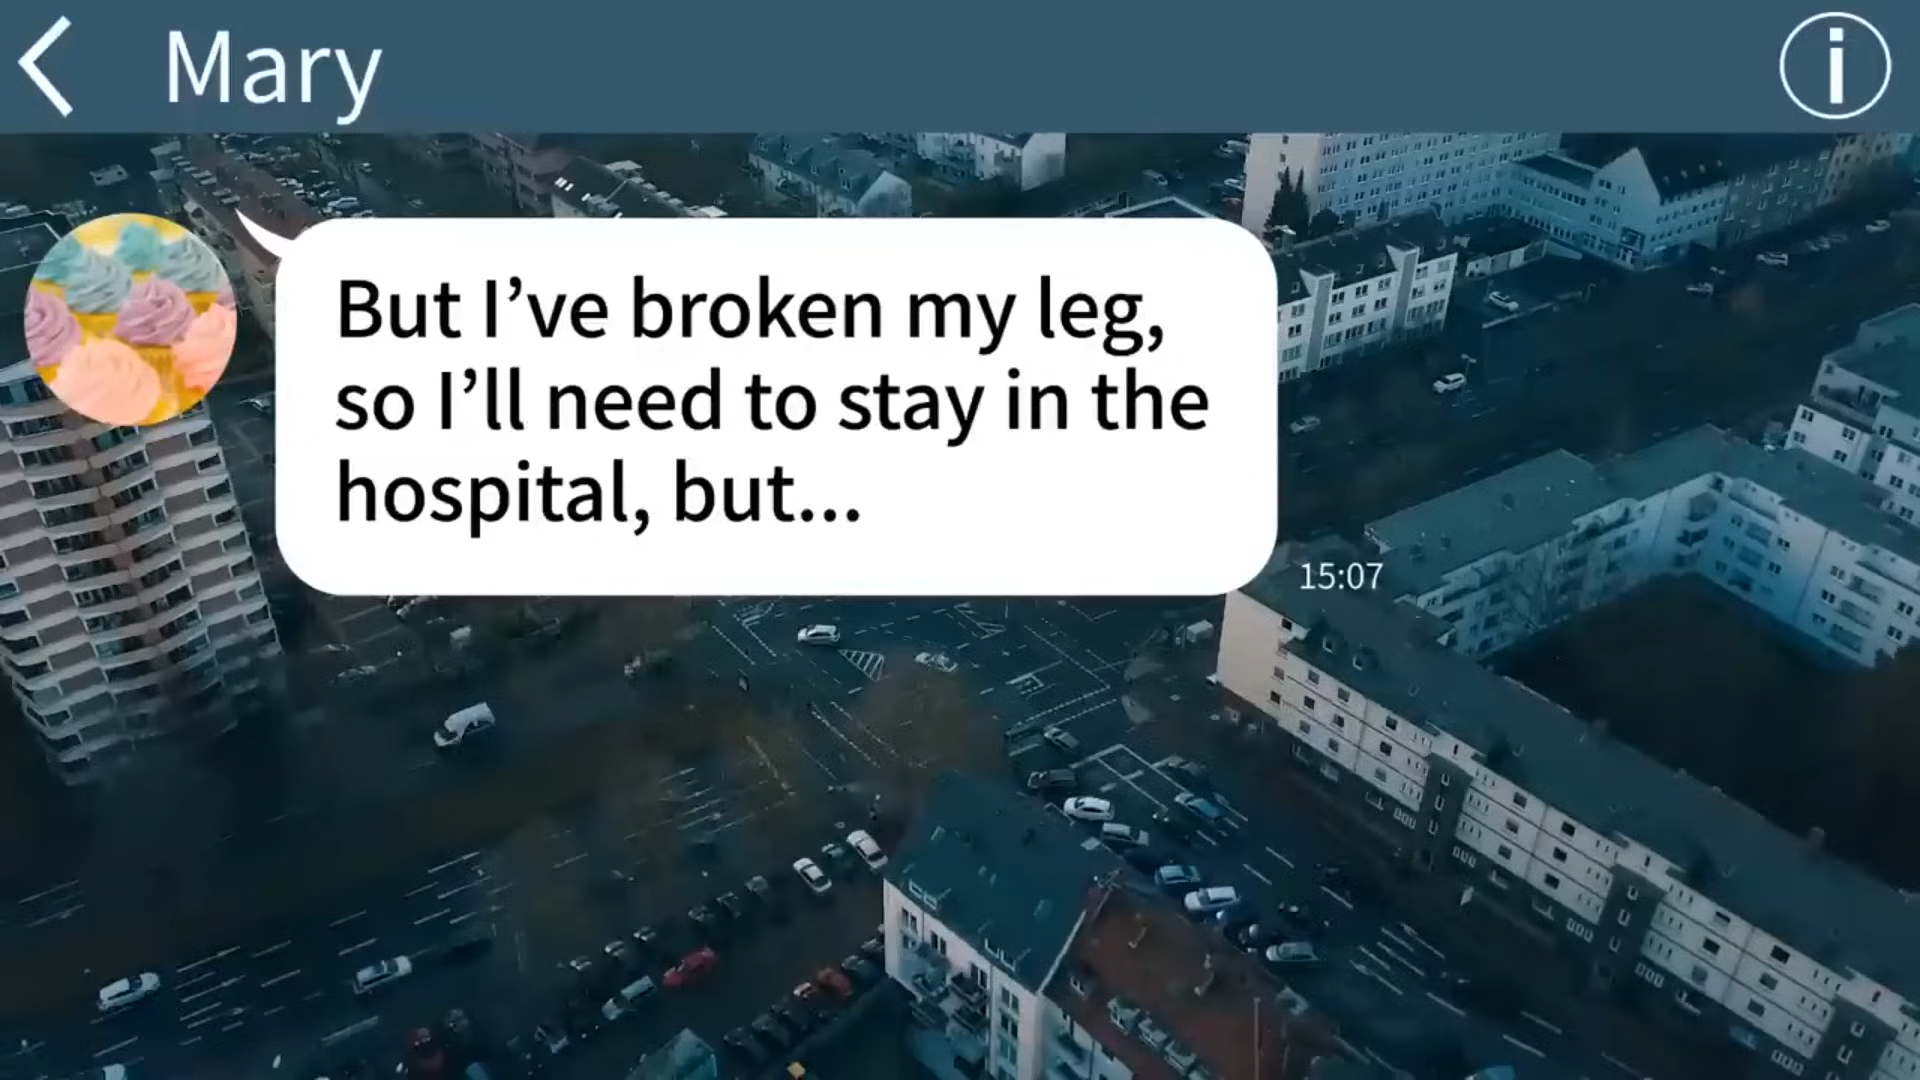 Mary
But I’ve broken my leg,
so I’ll need to stay in the
hospital, but...
15:07